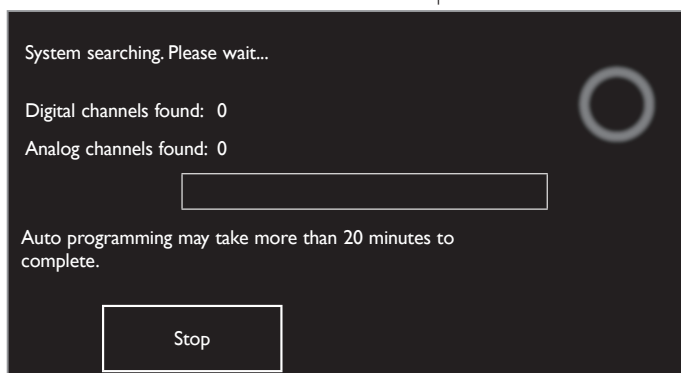 System searching. Please wait...
Digital channels found: 0
Analog channels found: 0
Auto programming may take more than 20 minutes to
complete.
Stop